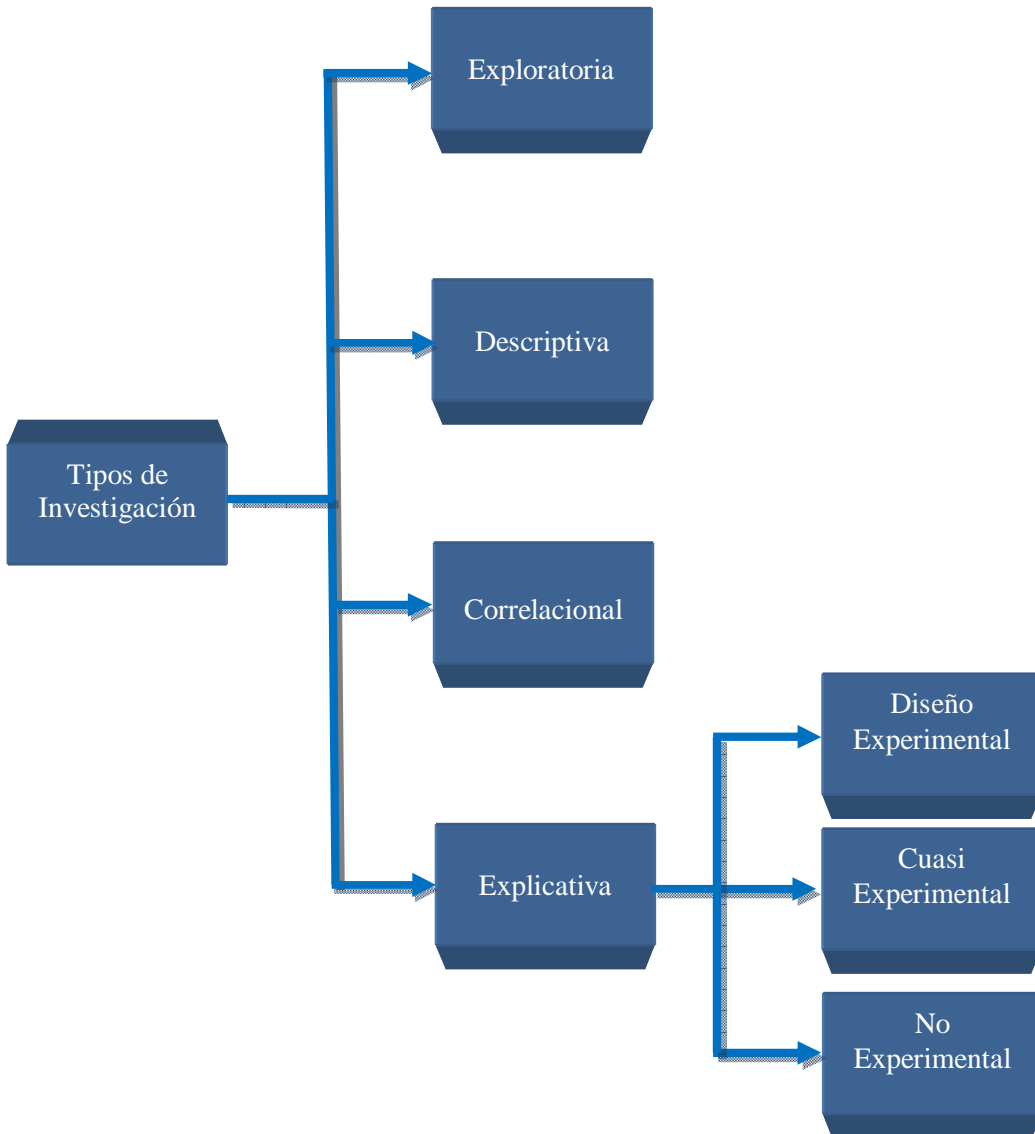 Exploratoria
Descriptiva
Tipos de
Investigación
Correlacional
Explicativa
Diseño
Experimental
Cuasi
Experimental
No
Experimental